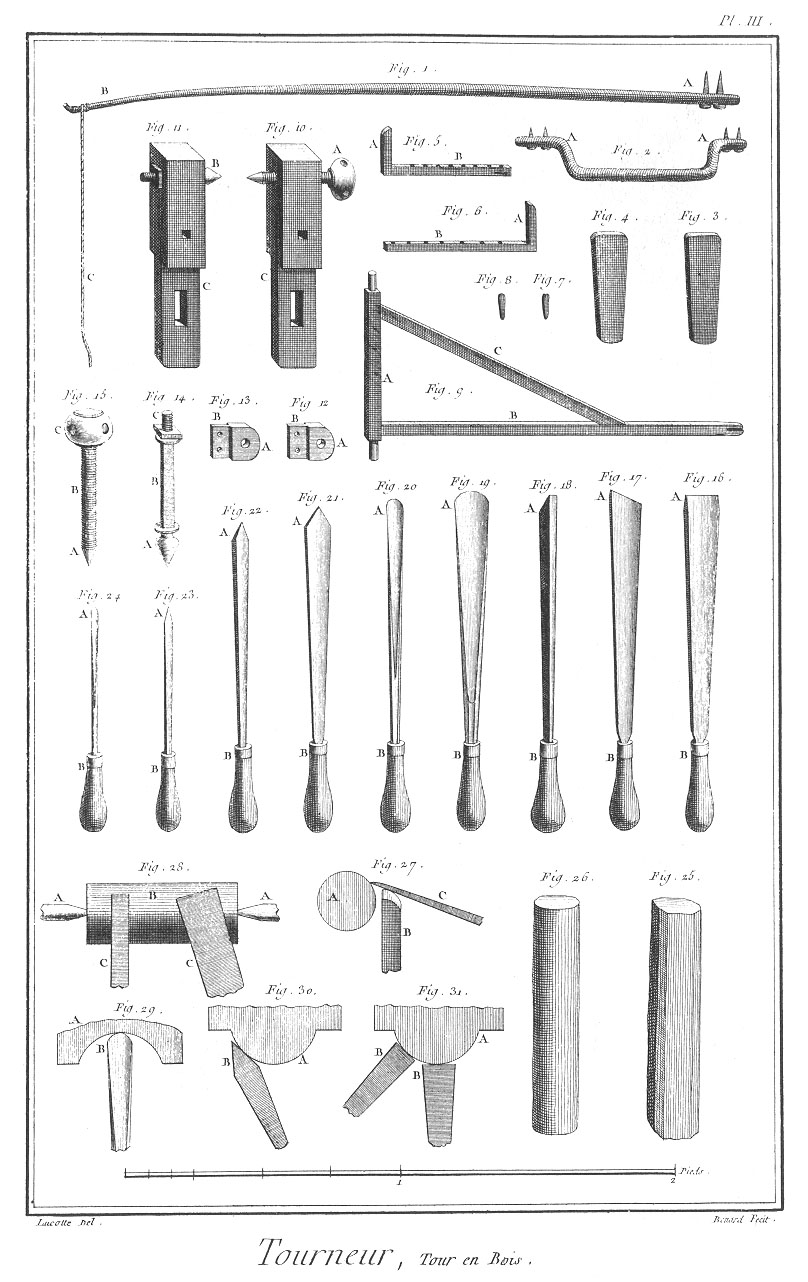 Pl. III.
Fig. 1.
B
A
C
Fig. 11.
B
C
Fig. 10.
A
C
Fig. 5.
A
B
A
Fig. 2.
A
Fig. 6.
A
B
Fig. 4.
Fig. 3.
Fig. 8.
Fig. 7.
A
C
Fig. 9.
B
Fig. 15.
C
B
A
Fig. 14.
C
B
A
Fig. 13.
B
A
Fig. 12
B
A
Fig. 22.
A
B
Fig. 21.
A
B
Fig. 20
A
B
Fig. 19.
A
B
Fig. 18.
A
B
Fig. 17.
A
B
Fig. 16.
A
B
Fig. 24
A
B
Fig. 23.
A
B
Fig. 28.
A
B
A
C
C
Fig. 27.
A
C
B
Fig. 26.
Fig. 25.
Fig. 29.
A
B
Fig. 30.
A
B
Fig. 31.
A
B
1
2
Pieds.
Lucotte Del.
Benard Fecit.
Tourneur, Tour en Bois.